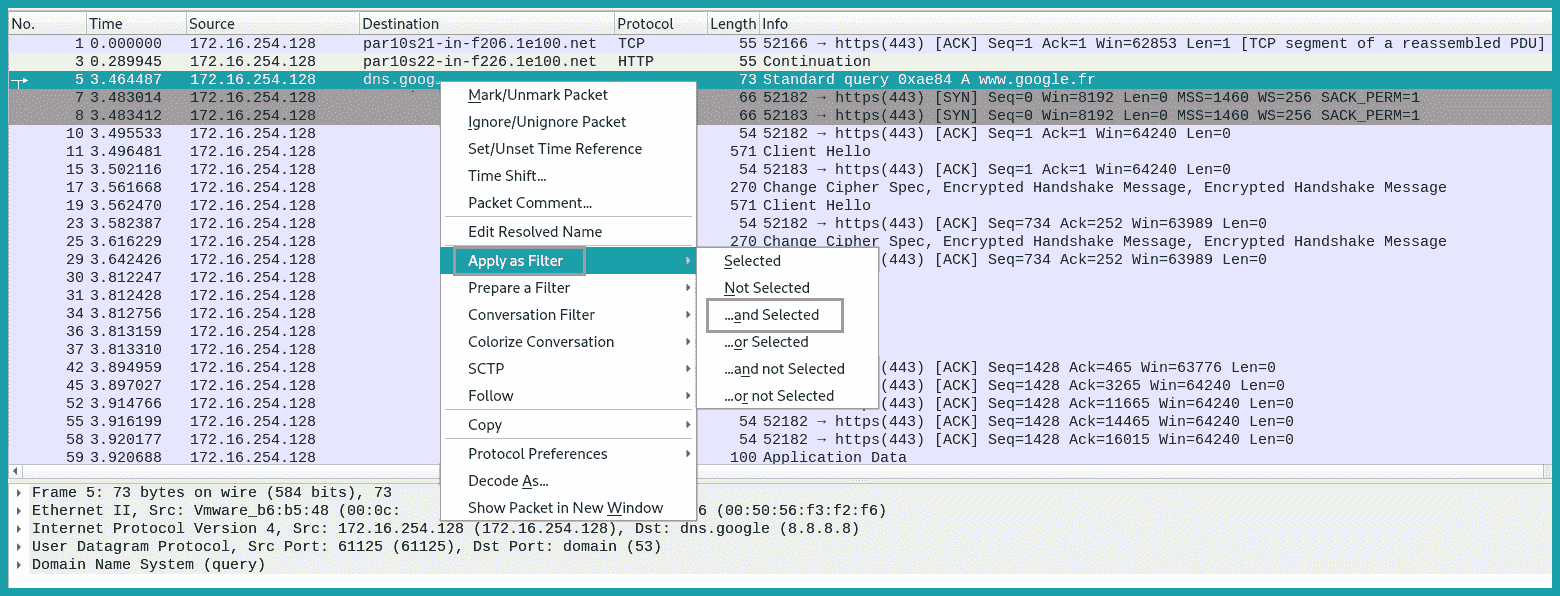 No. Time Source Destination Protocol Length Info
1 0.000000 172.16.254.128 par10s21-in-f206.1e100.net TCP 55 52166 → https(443) [ACK] Seq=1 Ack=1 Win=62853 Len=1 [TCP segment of a reassembled PDU]
3 0.289945 172.16.254.128 par10s22-in-f226.1e100.net HTTP 55 Continuation
5 3.464487 172.16.254.128 dns.goog 73 Standard query 0xae84 A www.google.fr
7 3.483014 172.16.254.128 66 52182 → https(443) [SYN] Seq=0 Win=8192 Len=0 MSS=1460 WS=256 SACK_PERM=1
8 3.483412 172.16.254.128 66 52183 → https(443) [SYN] Seq=0 Win=8192 Len=0 MSS=1460 WS=256 SACK_PERM=1
10 3.495533 172.16.254.128 54 52182 → https(443) [ACK] Seq=1 Ack=1 Win=64240 Len=0
11 3.496481 172.16.254.128 571 Client Hello
15 3.502116 172.16.254.128 54 52183 → https(443) [ACK] Seq=1 Ack=1 Win=64240 Len=0
17 3.561668 172.16.254.128 270 Change Cipher Spec, Encrypted Handshake Message, Encrypted Handshake Message
19 3.562470 172.16.254.128 571 Client Hello
23 3.582387 172.16.254.128 54 52182 → https(443) [ACK] Seq=734 Ack=252 Win=63989 Len=0
25 3.616229 172.16.254.128 270 Change Cipher Spec, Encrypted Handshake Message, Encrypted Handshake Message
29 3.642426 172.16.254.128 (443) [ACK] Seq=734 Ack=252 Win=63989 Len=0
30 3.812247 172.16.254.128
31 3.812428 172.16.254.128
34 3.812756 172.16.254.128
36 3.813159 172.16.254.128
37 3.813310 172.16.254.128
42 3.894959 172.16.254.128 (443) [ACK] Seq=1428 Ack=465 Win=63776 Len=0
45 3.897027 172.16.254.128 (443) [ACK] Seq=1428 Ack=3265 Win=64240 Len=0
52 3.914766 172.16.254.128 (443) [ACK] Seq=1428 Ack=11665 Win=64240 Len=0
55 3.916199 172.16.254.128 54 52182 → https(443) [ACK] Seq=1428 Ack=14465 Win=64240 Len=0
58 3.920177 172.16.254.128 54 52182 → https(443) [ACK] Seq=1428 Ack=16015 Win=64240 Len=0
59 3.920688 172.16.254.128 100 Application Data
Mark/Unmark Packet
Ignore/Unignore Packet
Set/Unset Time Reference
Time Shift...
Packet Comment...
Edit Resolved Name
Apply as Filter
Prepare a Filter
Conversation Filter
Colorize Conversation
SCTP
Follow
Copy
Protocol Preferences
Decode As...
Show Packet in New Window
Selected
Not Selected
...and Selected
...or Selected
...and not Selected
...or not Selected
Frame 5: 73 bytes on wire (584 bits), 73
Ethernet II, Src: Vmware_b6:b5:48 (00:0c: 6 (00:50:56:f3:f2:f6)
Internet Protocol Version 4, Src: 172.16.254.128 (172.16.254.128), Dst: dns.google (8.8.8.8)
User Datagram Protocol, Src Port: 61125 (61125), Dst Port: domain (53)
Domain Name System (query)